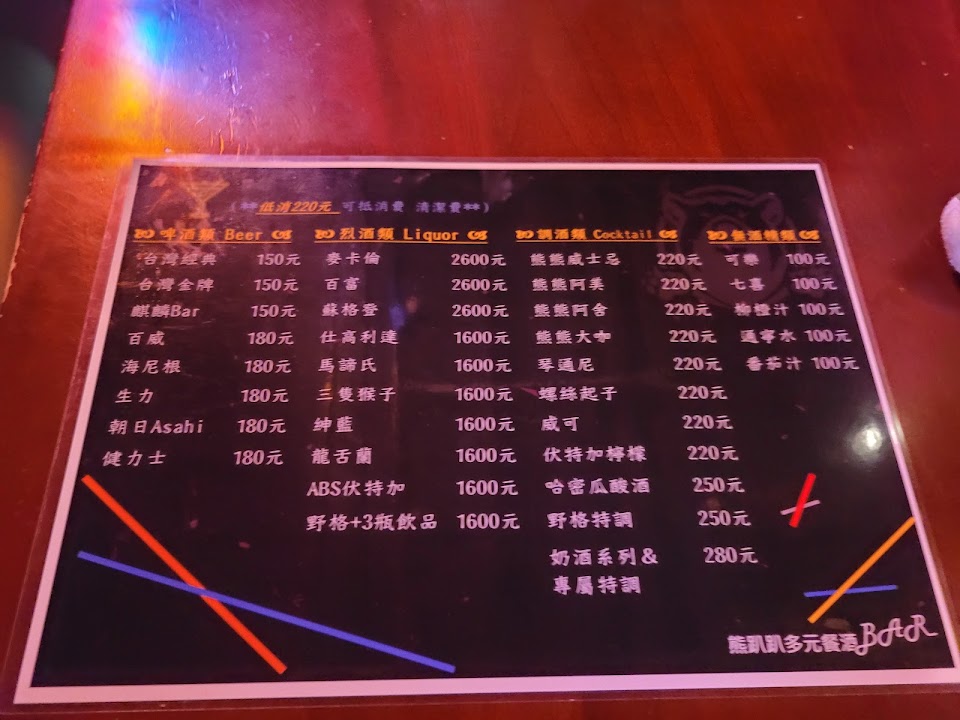 (**低消220元 可抵消費 清潔費**)
啤酒類 Beer
台灣經典 150元
台灣金牌 150元
麒麟Bar 150元
百威 180元
海尼根 180元
生力 180元
朝日Asahi 180元
健力士 180元
烈酒類 Liquor
麥卡倫 2600元
百富 2600元
蘇格登 2600元
仕高利達 1600元
馬諦氏 1600元
三隻猴子 1600元
紳藍 1600元
龍舌蘭 1600元
ABS伏特加 1600元
野格+3瓶飲品 1600元
調酒類 Cocktail
熊熊威士忌 220元
熊熊阿美 220元
熊熊阿舍 220元
熊熊大咖 220元
琴通尼 220元
螺絲起子 220元
威可 220元
伏特加檸檬 220元
哈密瓜酸酒 250元
野格特調 250元
奶酒系列& 280元
專屬特調
無酒精類
可樂 100元
七喜 100元
柳橙汁 100元
通寧水 100元
番茄汁 100元
熊趴趴多元餐酒BAR